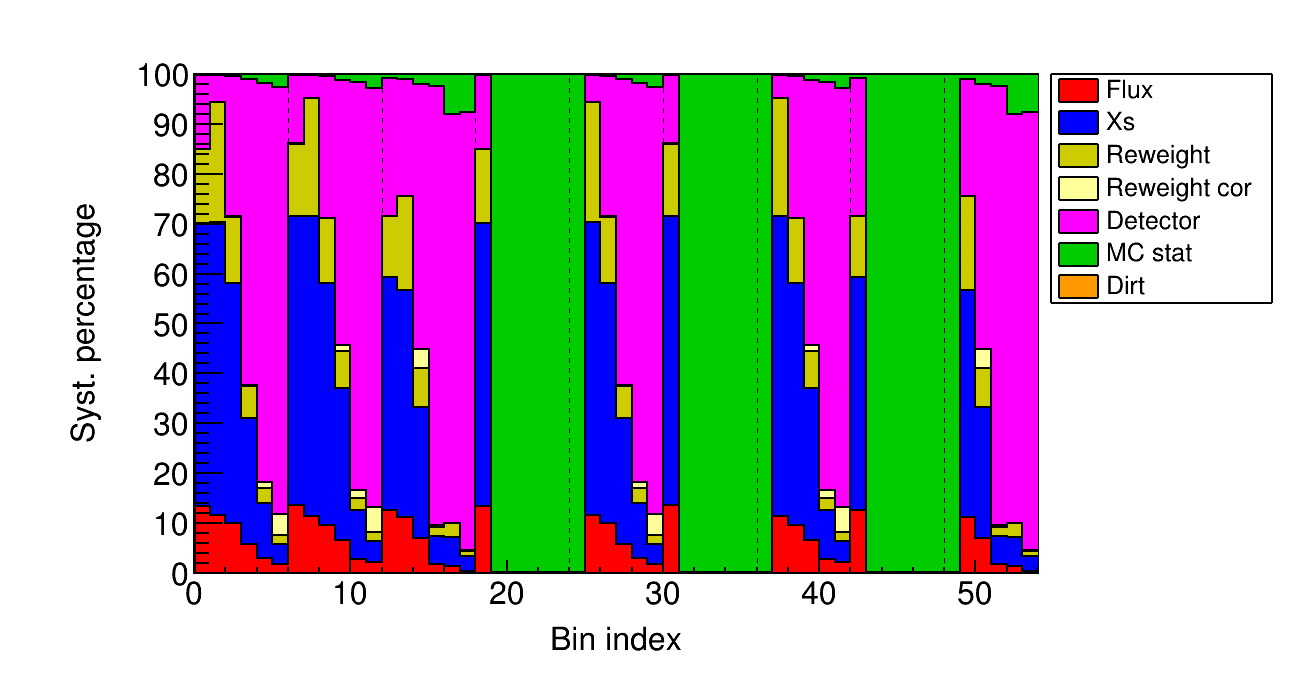 100
90
80
70
60
50
40
30
20
10
0
Syst. percentage
0 10 20 30 40 50
Bin index
Flux
Xs
Reweight
Reweight cor
Detector
MC stat
Dirt